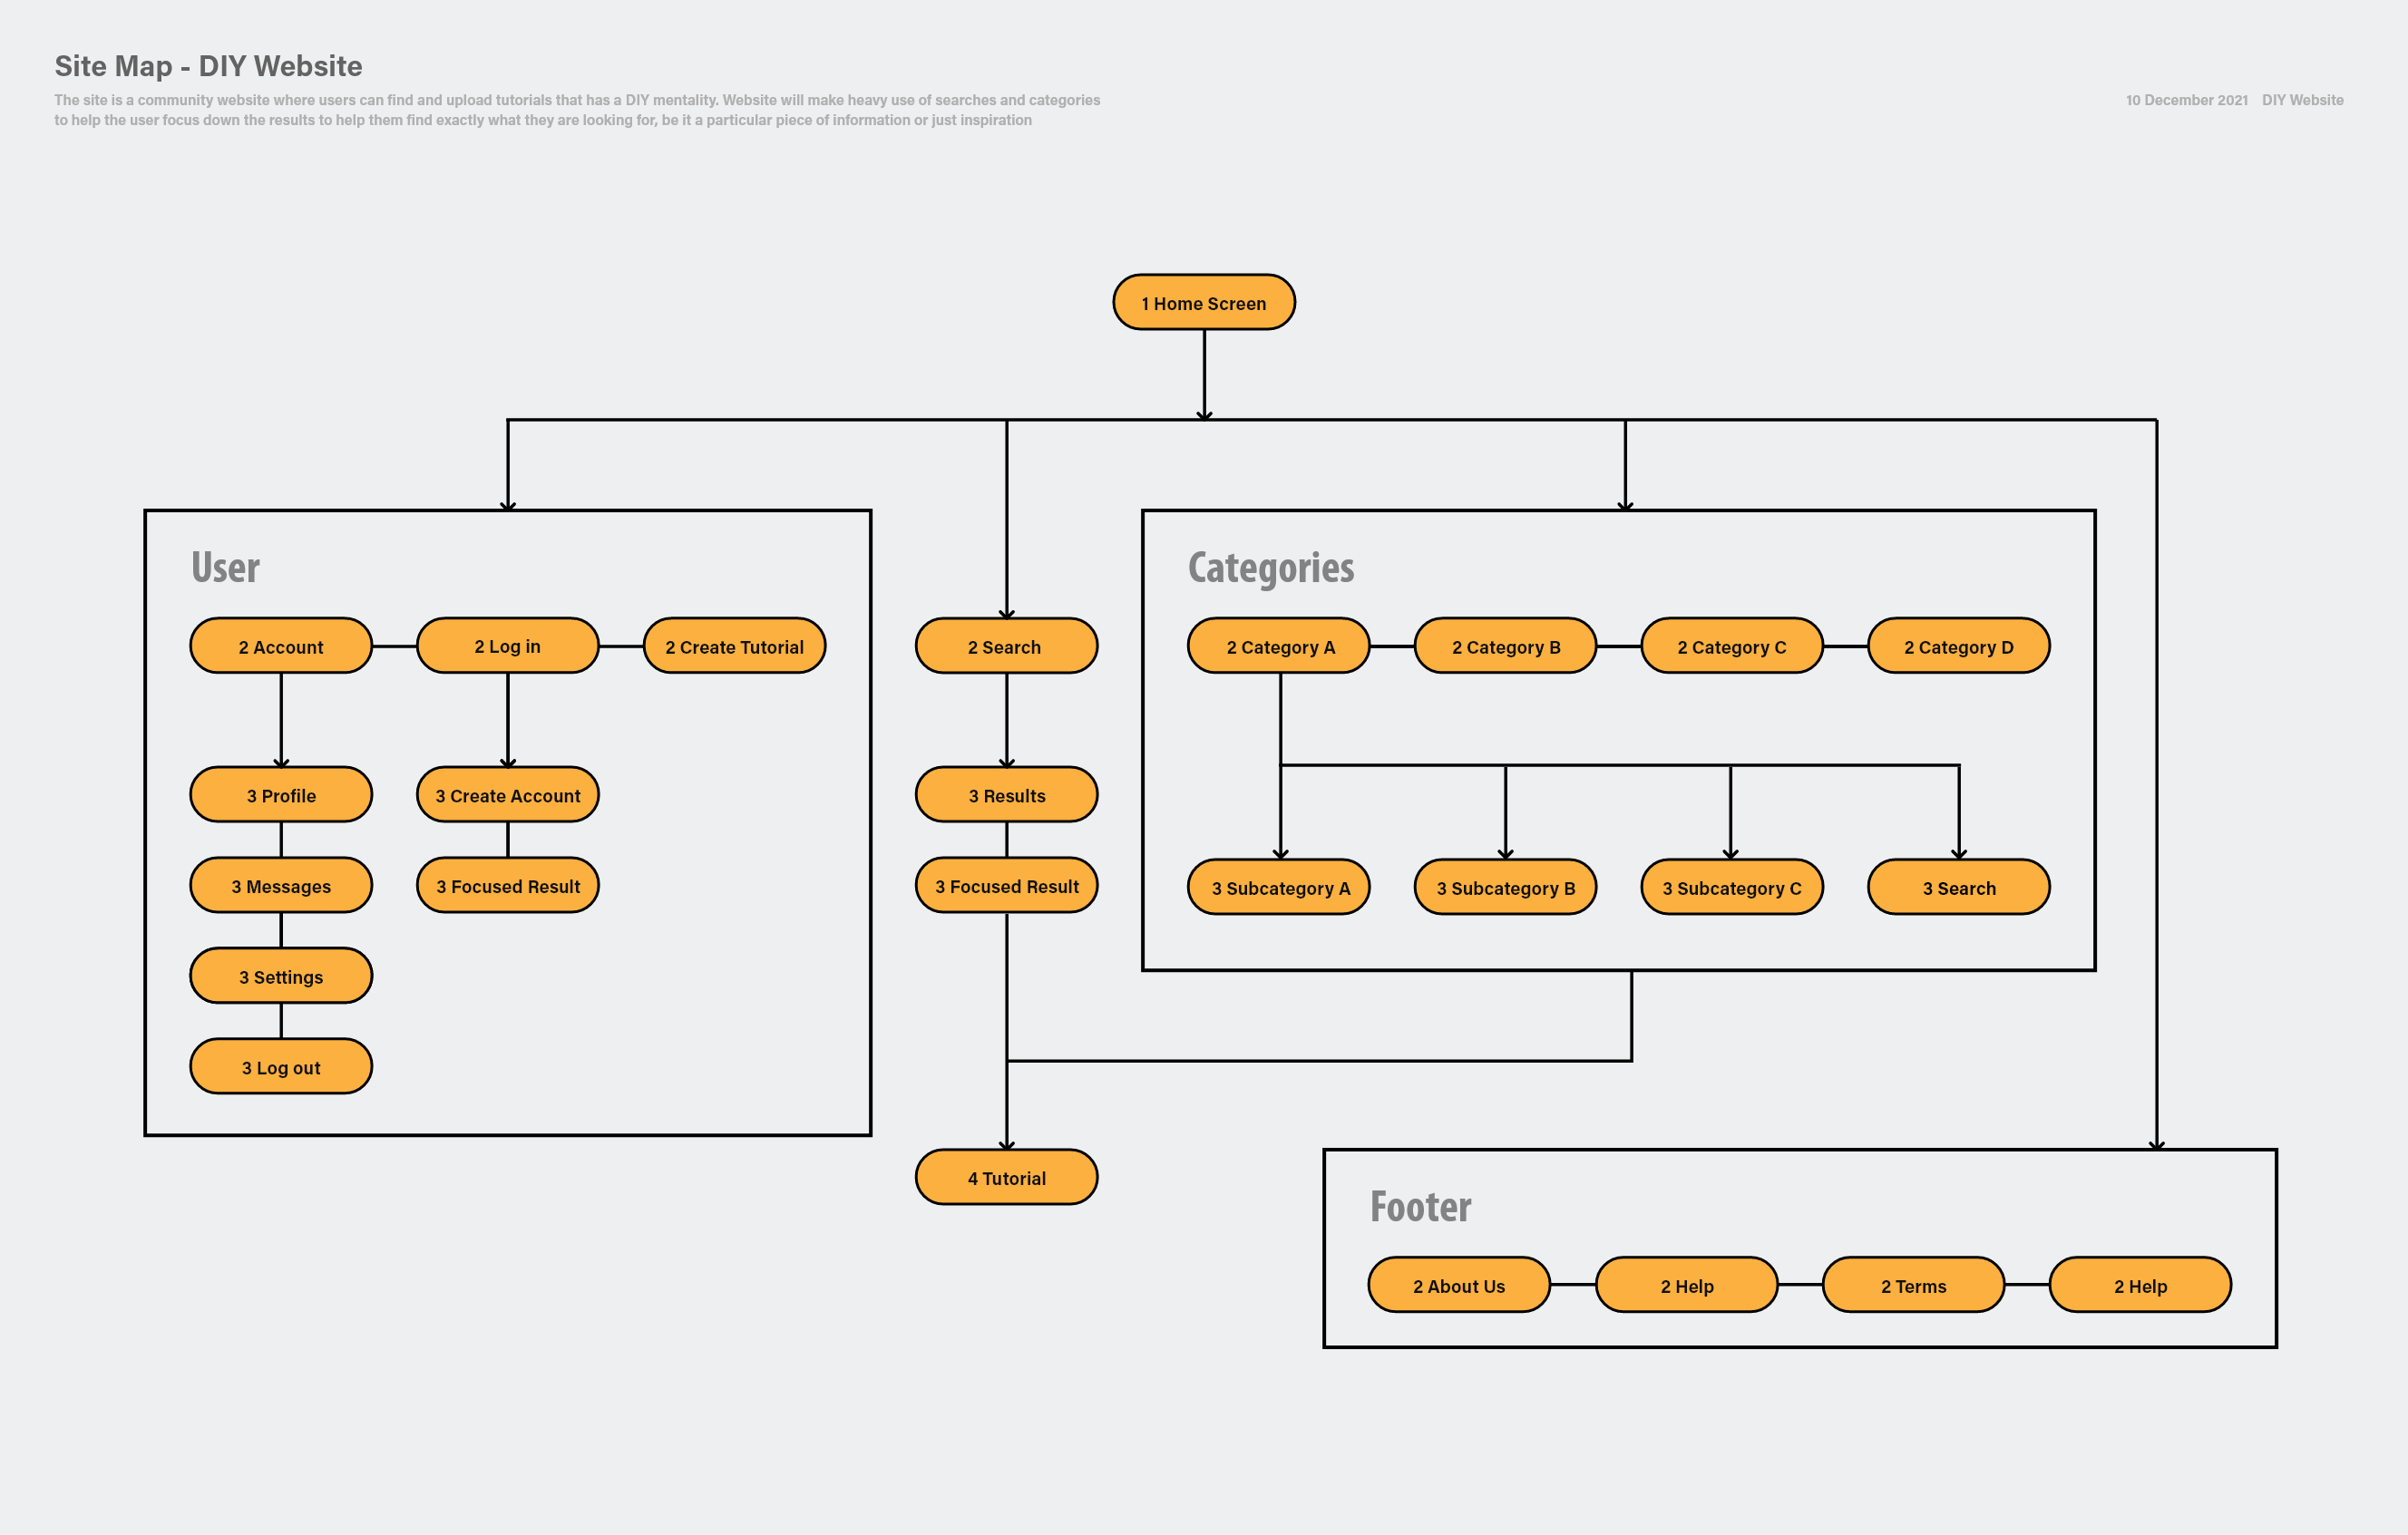 Site Map - DIY Website
The site is a community website where users can find and upload tutorials that has a DIY mentality. Website will make heavy use of searches and categories
to help the user focus down the results to help them find exactly what they are looking for, be it a particular piece of information or just inspiration
10 December 2021 DIY Website
1 Home Screen
User
2 Account
2 Log in
2 Create Tutorial
3 Profile
3 Create Account
3 Messages
3 Focused Result
3 Settings
3 Log out
2 Search
3 Results
3 Focused Result
4 Tutorial
Categories
2 Category A
2 Category B
2 Category C
2 Category D
3 Subcategory A
3 Subcategory B
3 Subcategory C
3 Search
Footer
2 About Us
2 Help
2 Terms
2 Help